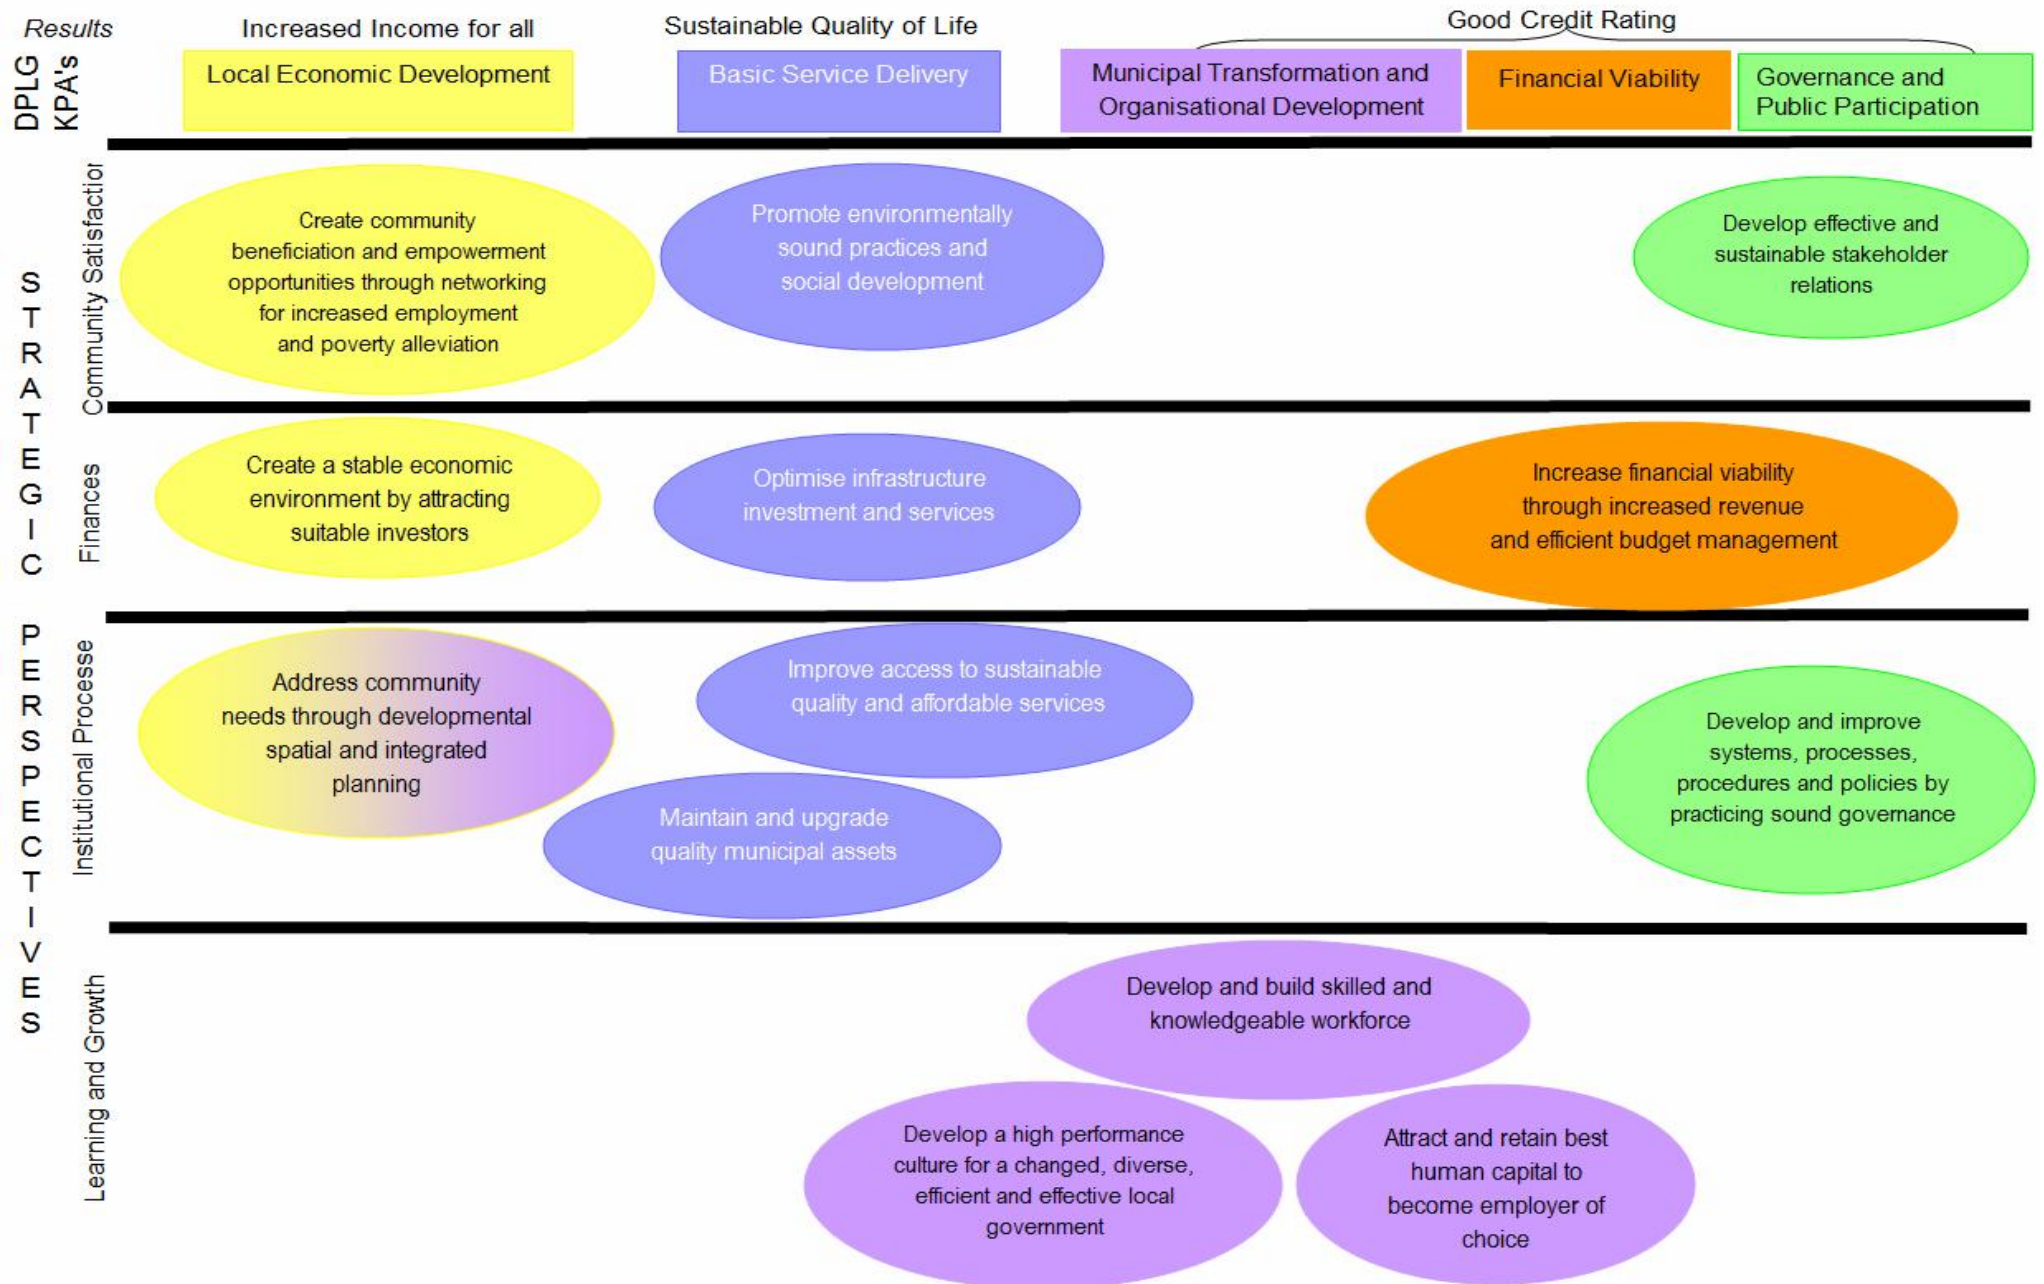 Results
Increased Income for all
Sustainable Quality of Life
Good Credit Rating
DPLG
KPA's
Local Economic Development
Basic Service Delivery
Municipal Transformation and
Organisational Development
Financial Viability
Governance and
Public Participation
STRATEGIC
PERSPECTIVES
Community Satisfaction
Create community
beneficiation and empowerment
opportunities through networking
for increased employment
and poverty alleviation
Promote environmentally
sound practices and
social development
Develop effective and
sustainable stakeholder
relations
Finances
Create a stable economic
environment by attracting
suitable investors
Optimise infrastructure
investment and services
Increase financial viability
through increased revenue
and efficient budget management
Institutional Processe
Address community
needs through developmental
spatial and integrated
planning
Improve access to sustainable
quality and affordable services
Maintain and upgrade
quality municipal assets
Develop and improve
systems, processes,
procedures and policies by
practicing sound governance
Learning and Growth
Develop and build skilled and
knowledgeable workforce
Develop a high performance
culture for a changed, diverse,
efficient and effective local
government
Attract and retain best
human capital to
become employer of
choice